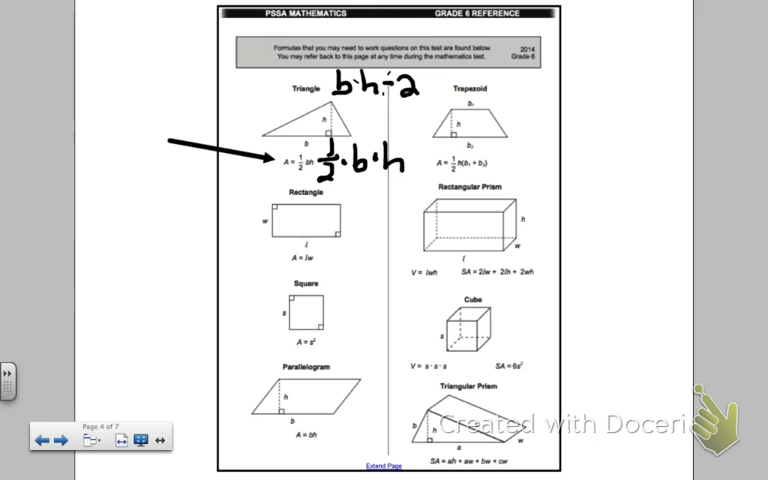 PSSA MATHEMATICS GRADE 6 REFERENCE
Formulas that you may need to work questions on this test are found below.
You may refer back to this page at any time during the mathematics test.
2014
Grade 6
b·h÷2
Triangle
h
b
A = 1/2 bh
1/2 · b · h
Rectangle
w
l
A = lw
Square
s
A = s²
Parallelogram
h
b
A = bh
Trapezoid
b₁
h
b₂
A = 1/2 h(b₁ + b₂)
Rectangular Prism
h
w
l
V = lwh SA = 2lw + 2lh + 2wh
Cube
s
V = s · s · s SA = 6s²
Triangular Prism
b
h
a
w
SA = ah + aw + bw + cw
Created with Doceri
Page 4 of 7
Extend Page